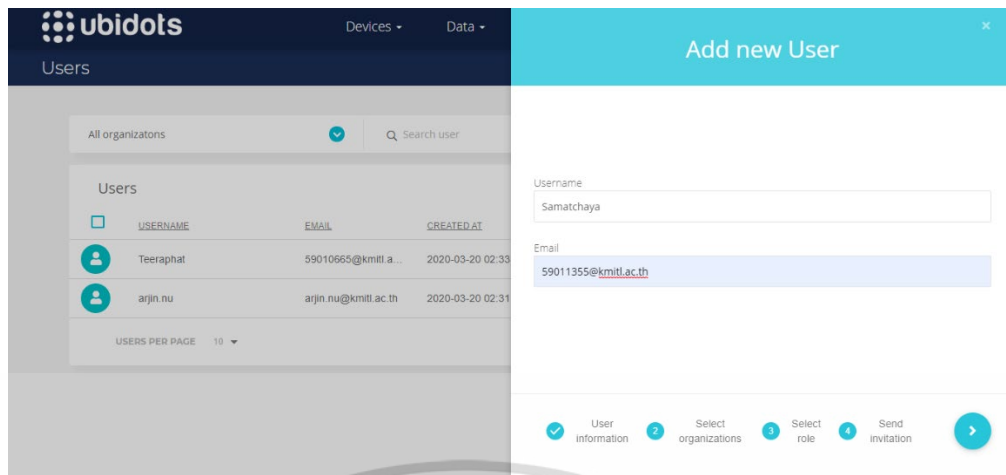 ubidots
Devices
Data
Users
All organizatons
Search user
Users
USERNAME EMAIL CREATED AT
Teeraphat 59010665@kmitl.a... 2020-03-20 02:33
arjin.nu arjin.nu@kmitl.ac.th 2020-03-20 02:31
USERS PER PAGE 10
×
Add new User
Username
Samatchaya
Email
59011355@kmitl.ac.th
User information
2 Select organizations
3 Select role
4 Send invitation